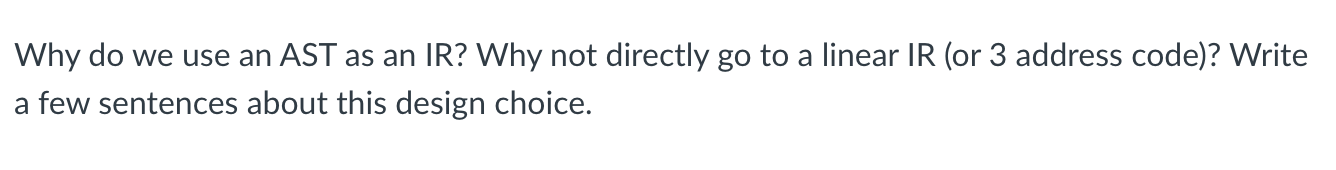 Why do we use an AST as an IR? Why not directly go to a linear IR (or 3 address code)? Write
a few sentences about this design choice.